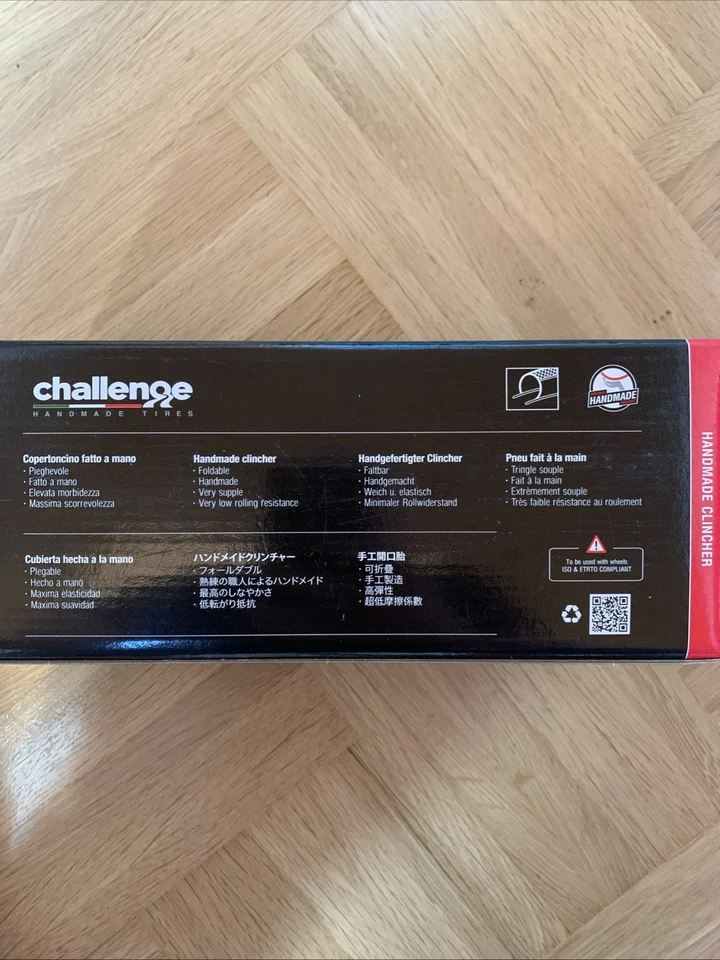 challenge
HANDMADE TIRES
HANDMADE
Copertoncino fatto a mano
· Pieghevole
· Fatto a mano
· Elevata morbidezza
· Massima scorrevolezza
Handmade clincher
· Foldable
· Handmade
· Very supple
· Very low rolling resistance
Handgefertigter Clincher
· Faltbar
· Handgemacht
· Weich u. elastisch
· Minimaler Rollwiderstand
Pneu fait à la main
· Tringle souple
· Fait à la main
· Extrèmement souple
· Très faible résistance au roulement
Cubierta hecha a la mano
· Plegable
· Hecho a mano
· Maxima elasticidad
· Maxima suavidad
ハンドメイドクリンチャー
· フォールダブル
· 熟練の職人によるハンドメイド
· 最高のしなやかさ
· 低転がり抵抗
手工開口胎
· 可折疊
· 手工製造
· 高彈性
· 超低摩擦係數
To be used with wheels
ISO & ETRTO COMPLIANT
HANDMADE CLINCHER